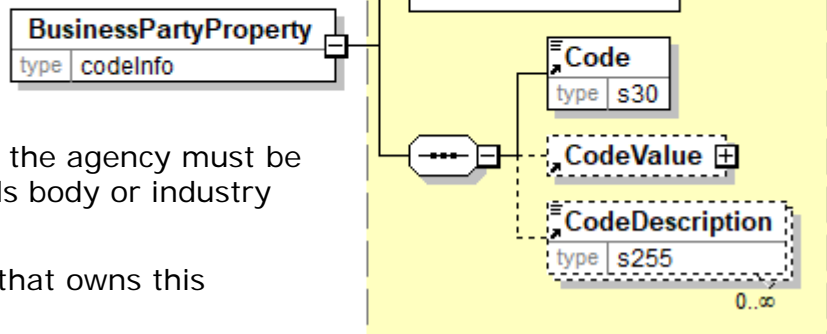 BusinessPartyProperty
type codeInfo
Code
type s30
the agency must be
CodeValue
s body or industry
CodeDescription
that owns this
type s255
0..∞